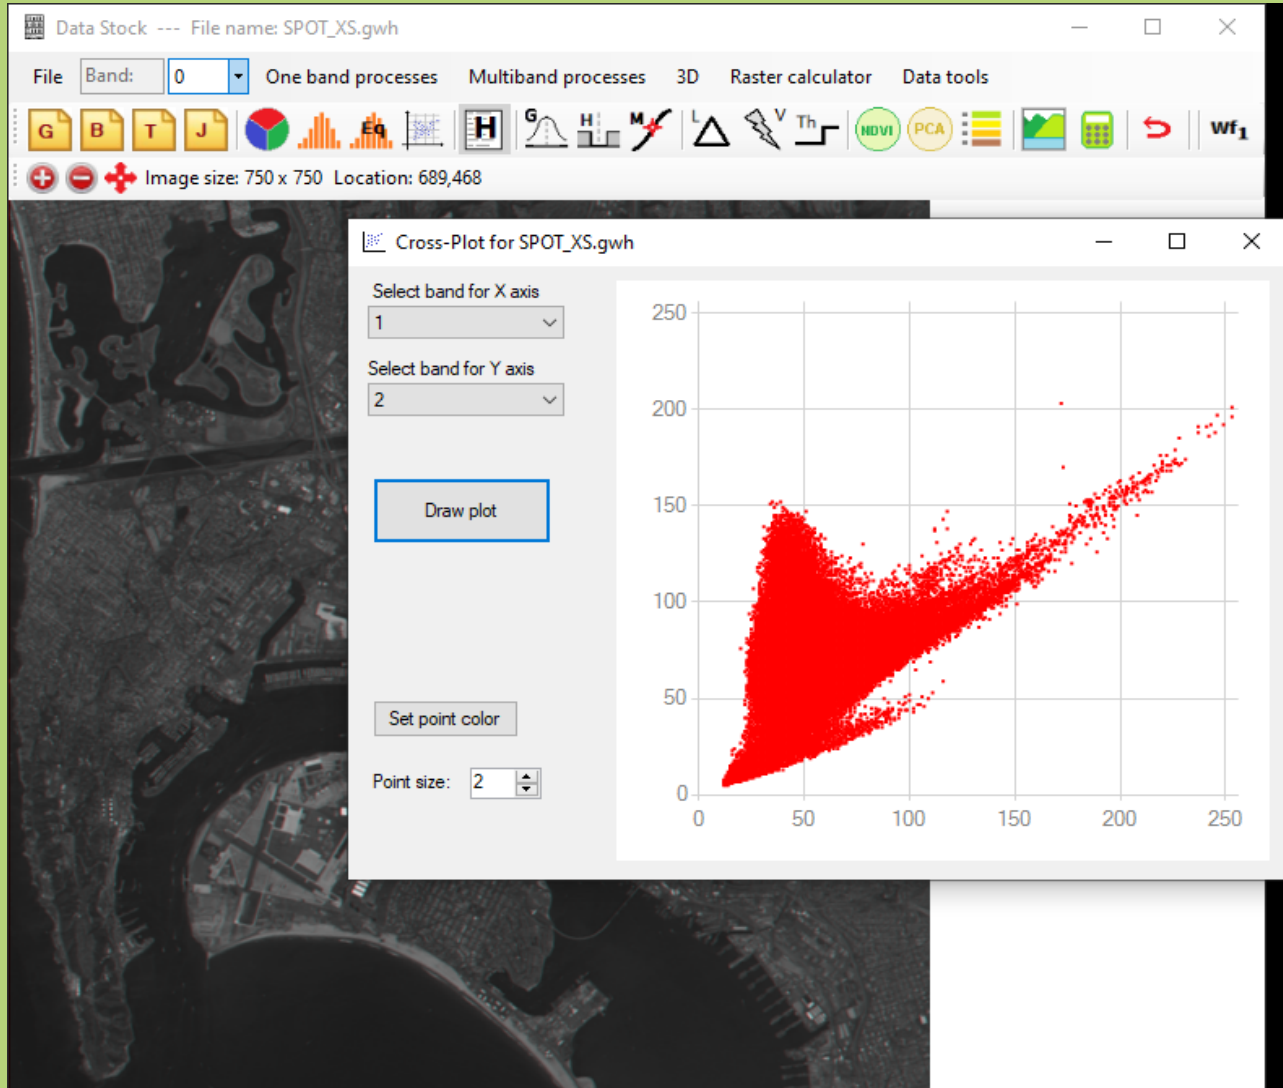 Data Stock --- File name: SPOT_XS.gwh
File Band: 0 One band processes Multiband processes 3D Raster calculator Data tools
G B T J Eq H G H M L V Th NDVI PCA Wf1
Image size: 750 x 750 Location: 689,468
Cross-Plot for SPOT_XS.gwh
Select band for X axis
1
Select band for Y axis
2
Draw plot
Set point color
Point size: 2
250
200
150
100
50
0
0 50 100 150 200 250